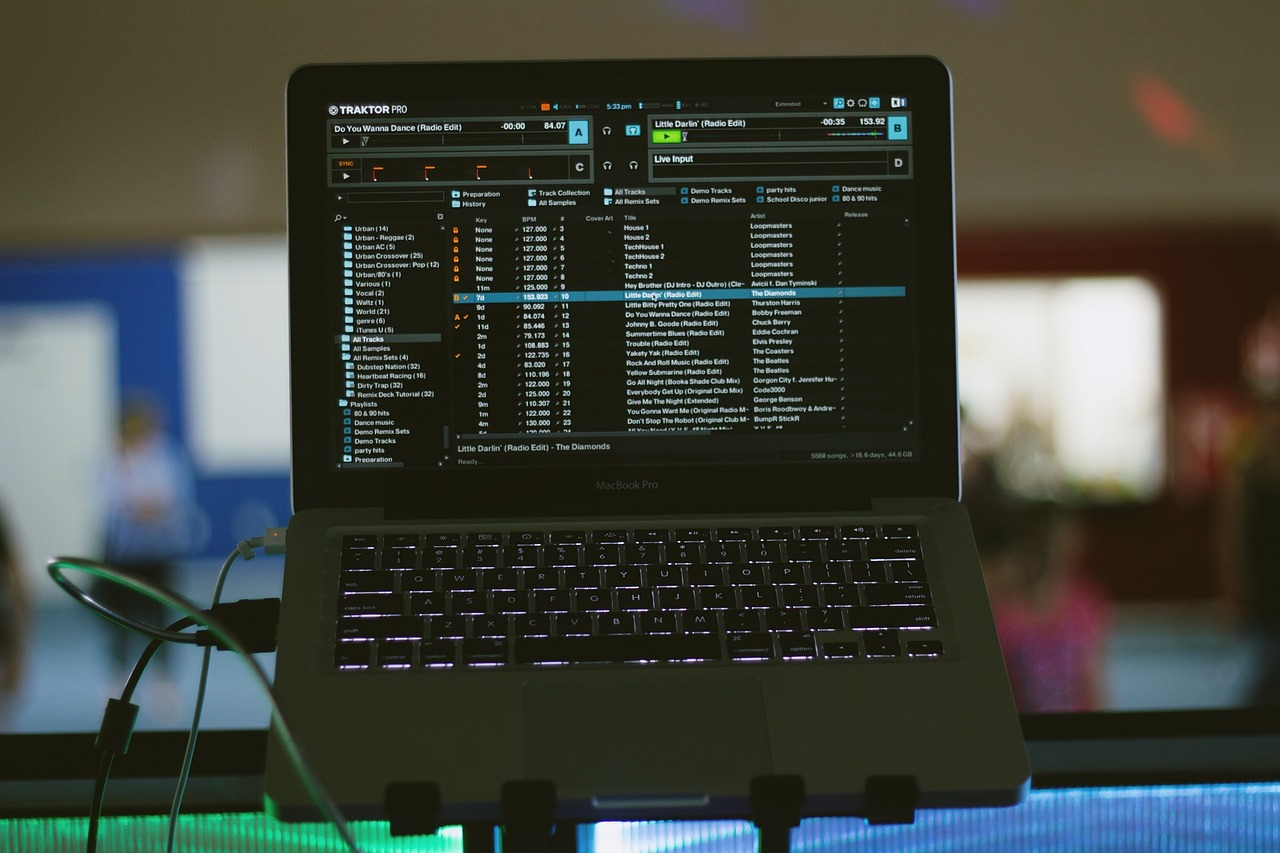 TRAKTOR PRO
5:33 pm
Extended
Do You Wanna Dance (Radio Edit) -00:00 84.07 A
Little Darlin' (Radio Edit) -00:35 153.92 B
SYNC C
Live Input D
Preparation Track Collection All Tracks Demo Tracks party hits Dance music
History All Samples All Remix Sets Demo Remix Sets School Disco junior 80 & 90 hits
Key BPM # Cover Art Title Artist Release
Urban (14)
Urban - Reggae (2)
Urban AC (5)
Urban Crossover (25)
Urban Crossover: Pop (12)
Urban/80's (1)
Various (1)
Vocal (2)
Waltz (1)
World (21)
genre (6)
iTunes U (5)
All Tracks
All Samples
All Remix Sets (4)
Dubstep Nation (32)
Heartbeat Racing (16)
Dirty Trap (32)
Remix Deck Tutorial (32)
Playlists
80 & 90 hits
Dance music
Demo Remix Sets
Demo Tracks
party hits
Preparation
None 127.000 3 House 1 Loopmasters
None 127.000 4 House 2 Loopmasters
None 127.000 5 TechHouse 1 Loopmasters
None 127.000 6 TechHouse 2 Loopmasters
None 127.000 7 Techno 1 Loopmasters
None 127.000 8 Techno 2 Loopmasters
11m 125.000 9 Hey Brother (DJ Intro - DJ Outro) (Cle~ Avicii f. Dan Tyminski
B 7d 153.923 10 Little Darlin' (Radio Edit) The Diamonds
9d 90.092 11 Little Bitty Pretty One (Radio Edit) Thurston Harris
A 1d 84.074 12 Do You Wanna Dance (Radio Edit) Bobby Freeman
11d 85.446 13 Johnny B. Goode (Radio Edit) Chuck Berry
2m 79.173 14 Summertime Blues (Radio Edit) Eddie Cochran
1d 108.883 15 Trouble (Radio Edit) Elvis Presley
2d 122.735 16 Yakety Yak (Radio Edit) The Coasters
4d 83.020 17 Rock And Roll Music (Radio Edit) The Beatles
8d 110.196 18 Yellow Submarine (Radio Edit) The Beatles
2m 122.000 19 Go All Night (Booka Shade Club Mix) Gorgon City f. Jennifer Hu~
2d 125.000 20 Everybody Get Up (Original Club Mix) Code3000
9m 110.307 21 Give Me The Night (Extended) George Benson
1m 122.000 22 You Gonna Want Me (Original Radio M~ Boris Roodbwoy & Andre~
4m 123.000 23 Don't Stop The Robot (Original Club M~ BumpR StickR
Little Darlin' (Radio Edit) - The Diamonds
Ready...
5568 songs, > 16.6 days, 44.6 GB
MacBook Pro
1 2 3 4 5 6 7 8 9 0 delete
tab Q W E R T Y U I O P
caps lock A S D F G H J K L return
shift Z X C V B N M shift
control option command command option